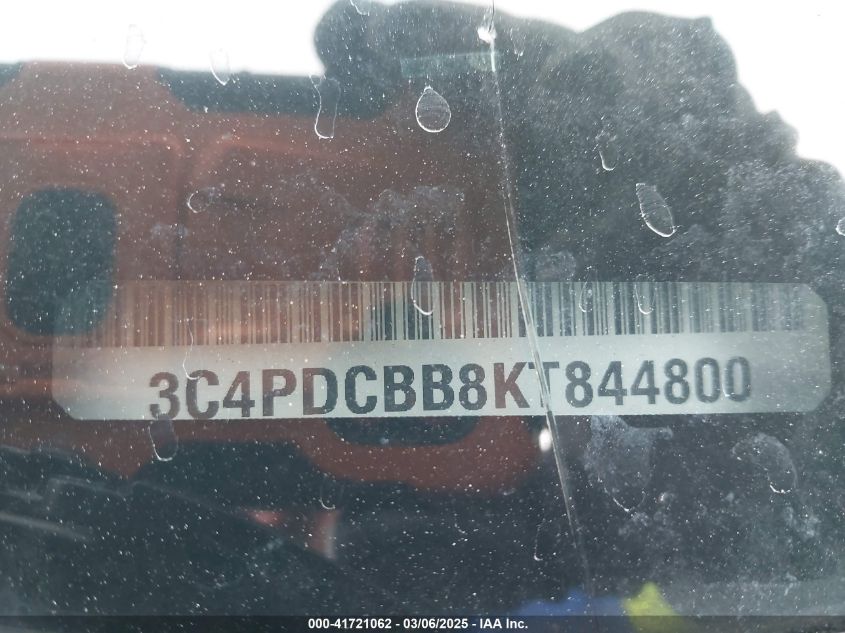 3C4PDCBB8KT844800
000-41721062 — 03/06/2025 — IAA Inc.